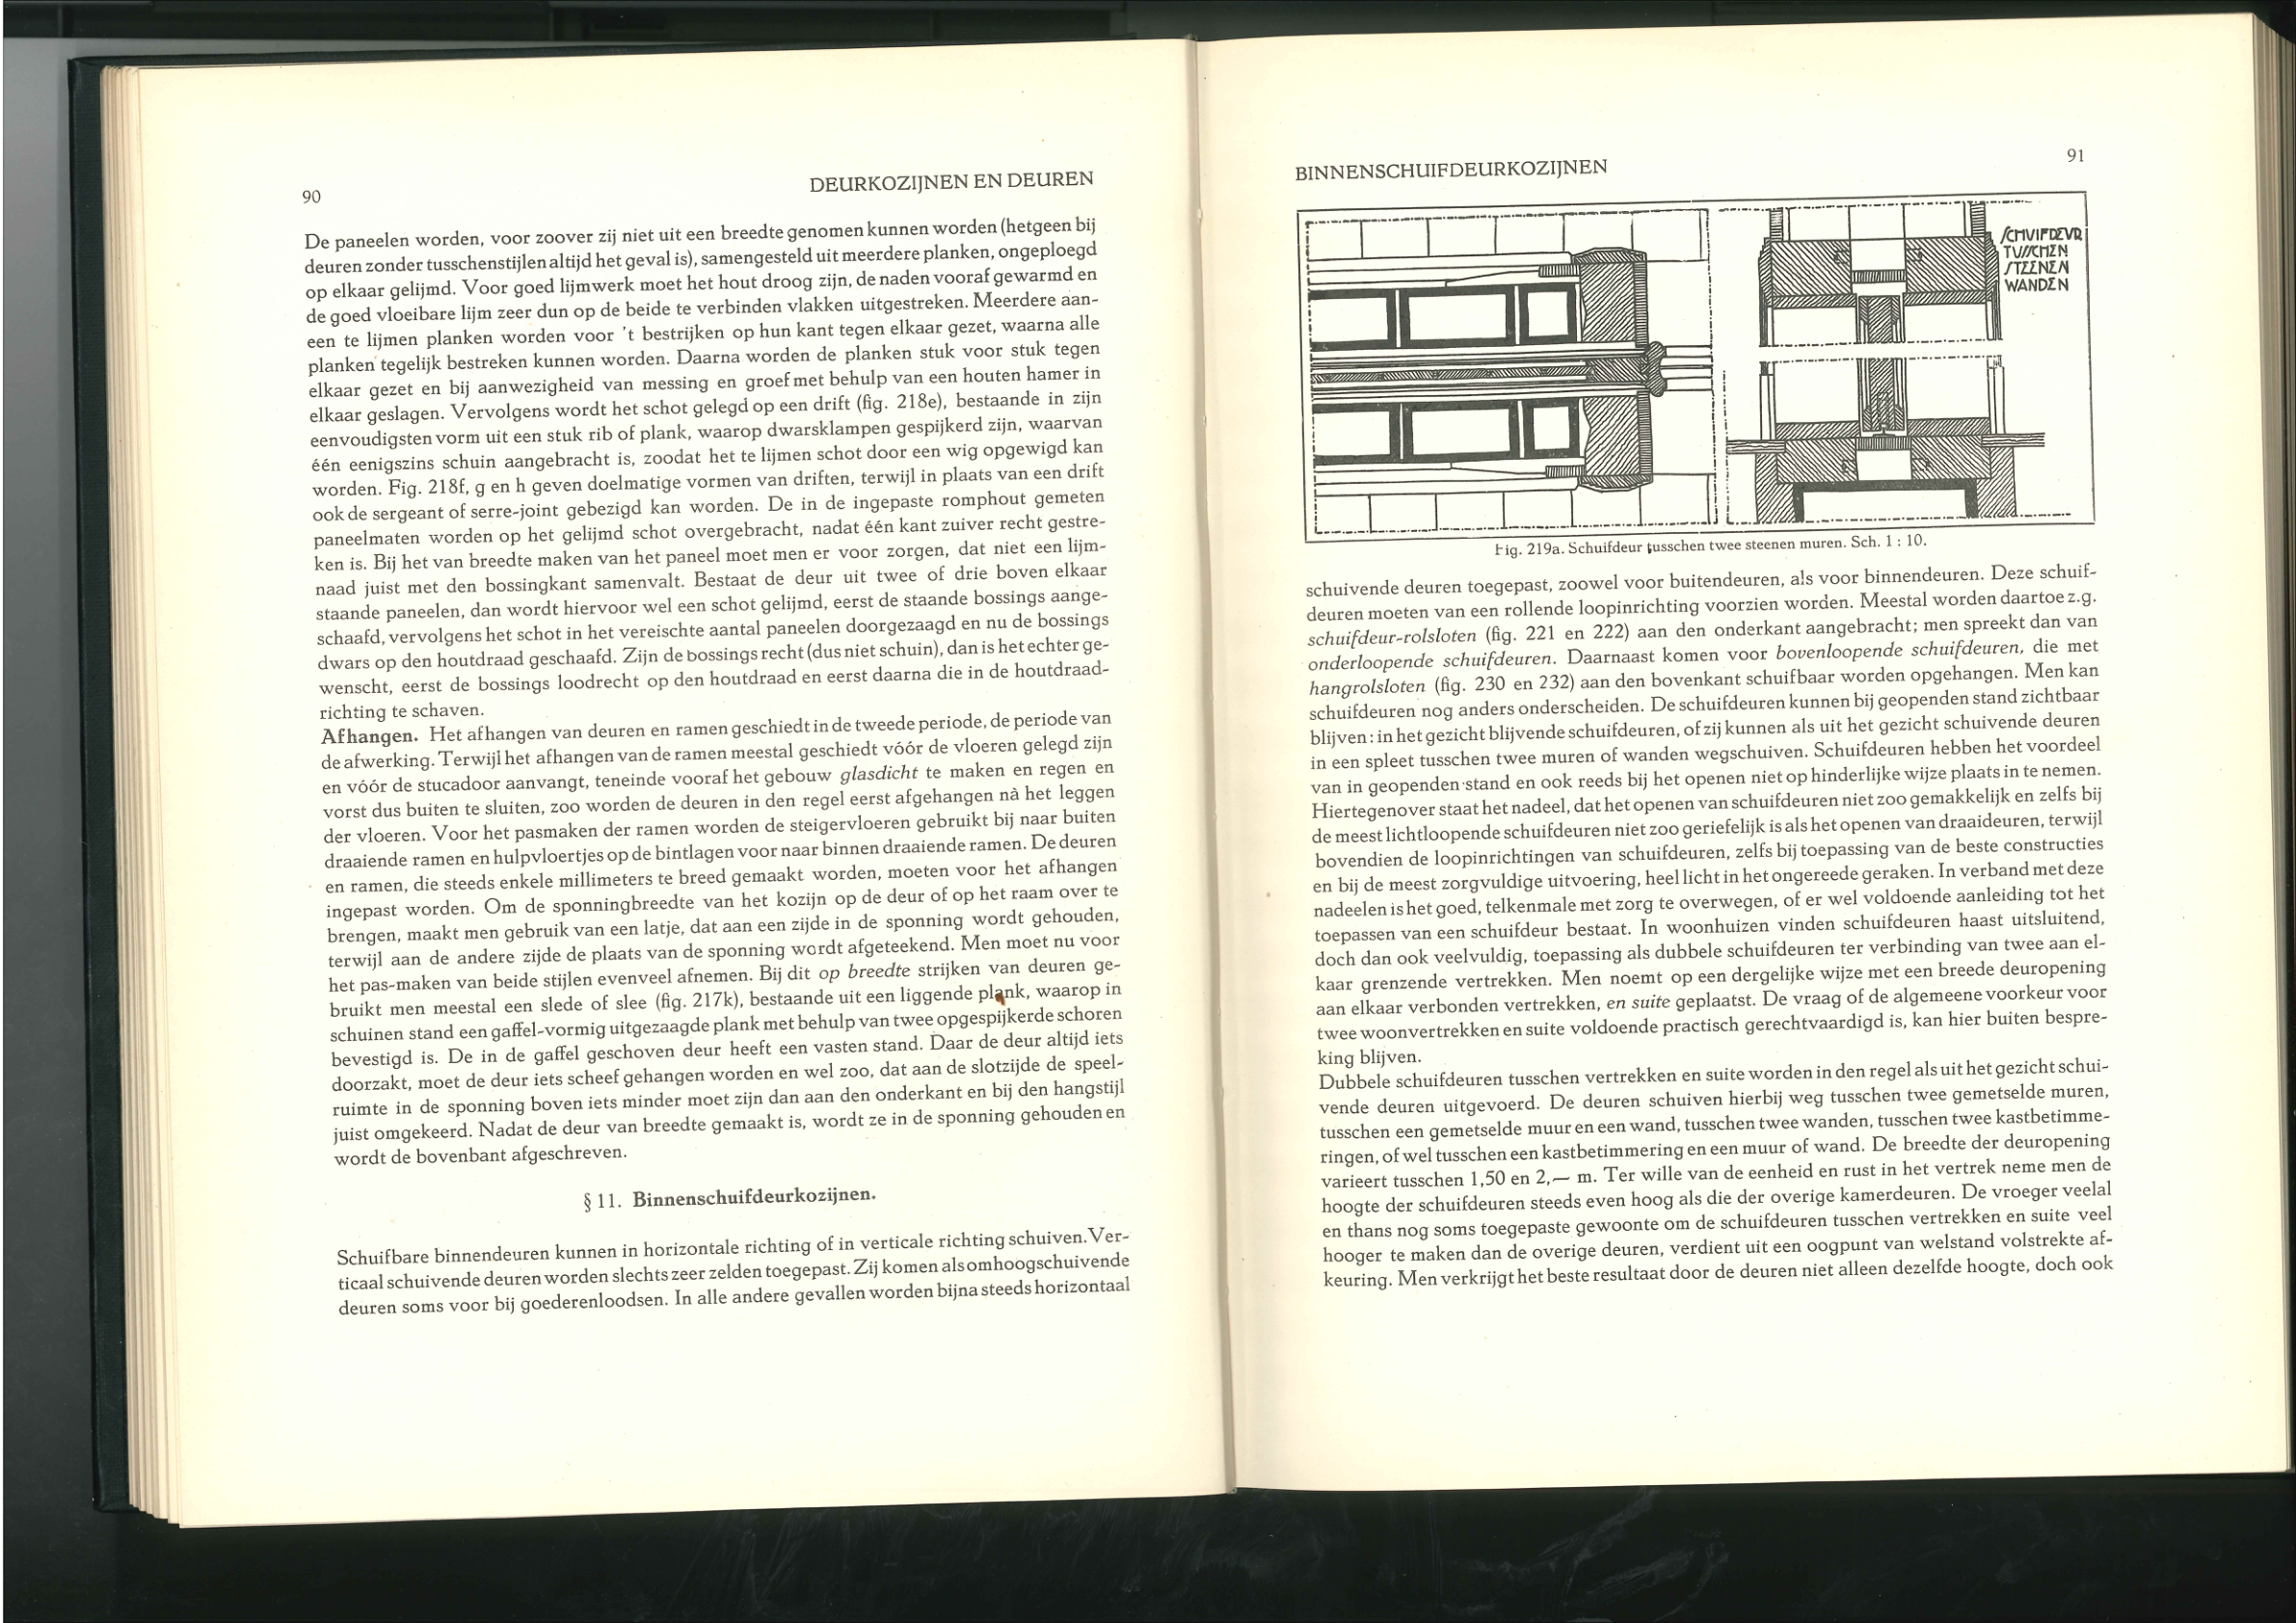 90
DEURKOZIJNEN EN DEUREN
De paneelen worden, voor zoover zij niet uit een breedte genomen kunnen worden (hetgeen bij
deuren zonder tusschenstijlen altijd het geval is), samengesteld uit meerdere planken, ongeploegd
op elkaar gelijmd. Voor goed lijmwerk moet het hout droog zijn, de naden vooraf gewarmd en
de goed vloeibare lijm zeer dun op de beide te verbinden vlakken uitgestreken. Meerdere aan-
een te lijmen planken worden voor 't bestrijken op hun kant tegen elkaar gezet, waarna alle
planken tegelijk bestreken kunnen worden. Daarna worden de planken stuk voor stuk tegen
elkaar gezet en bij aanwezigheid van messing en groef met behulp van een houten hamer in
elkaar geslagen. Vervolgens wordt het schot gelegd op een drift (fig. 218e), bestaande in zijn
eenvoudigsten vorm uit een stuk rib of plank, waarop dwarsklampen gespijkerd zijn, waarvan
één eenigszins schuin aangebracht is, zoodat het te lijmen schot door een wig opgewigd kan
worden. Fig. 218f, g en h geven doelmatige vormen van driften, terwijl in plaats van een drift
ook de sergeant of serre-joint gebezigd kan worden. De in de ingepaste romphout gemeten
paneelmaten worden op het gelijmd schot overgebracht, nadat één kant zuiver recht gestre-
ken is. Bij het van breedte maken van het paneel moet men er voor zorgen, dat niet een lijm-
naad juist met den bossingkant samenvalt. Bestaat de deur uit twee of drie boven elkaar
staande paneelen, dan wordt hiervoor wel een schot gelijmd, eerst de staande bossings aange-
schaafd, vervolgens het schot in het vereischte aantal paneelen doorgezaagd en nu de bossings
dwars op den houtdraad geschaafd. Zijn de bossings recht (dus niet schuin), dan is het echter ge-
wenscht, eerst de bossings loodrecht op den houtdraad en eerst daarna die in de houtdraad-
richting te schaven.
Afhangen. Het afhangen van deuren en ramen geschiedt in de tweede periode, de periode van
de afwerking. Terwijl het afhangen van de ramen meestal geschiedt vóór de vloeren gelegd zijn
en vóór de stucadoor aanvangt, teneinde vooraf het gebouw glasdicht te maken en regen en
vorst dus buiten te sluiten, zoo worden de deuren in den regel eerst afgehangen nà het leggen
der vloeren. Voor het pasmaken der ramen worden de steigervloeren gebruikt bij naar buiten
draaiende ramen en hulpvloertjes op de bintlagen voor naar binnen draaiende ramen. De deuren
en ramen, die steeds enkele millimeters te breed gemaakt worden, moeten voor het afhangen
ingepast worden. Om de sponningbreedte van het kozijn op de deur of op het raam over te
brengen, maakt men gebruik van een latje, dat aan een zijde in de sponning wordt gehouden,
terwijl aan de andere zijde de plaats van de sponning wordt afgeteekend. Men moet nu voor
het pas-maken van beide stijlen evenveel afnemen. Bij dit op breedte strijken van deuren ge-
bruikt men meestal een slede of slee (fig. 217k), bestaande uit een liggende plank, waarop in
schuinen stand een gaffel-vormig uitgezaagde plank met behulp van twee opgespijkerde schoren
bevestigd is. De in de gaffel geschoven deur heeft een vasten stand. Daar de deur altijd iets
doorzakt, moet de deur iets scheef gehangen worden en wel zoo, dat aan de slotzijde de speel-
ruimte in de sponning boven iets minder moet zijn dan aan den onderkant en bij den hangstijl
juist omgekeerd. Nadat de deur van breedte gemaakt is, wordt ze in de sponning gehouden en
wordt de bovenbant afgeschreven.
§ 11. Binnenschuifdeurkozijnen.
Schuifbare binnendeuren kunnen in horizontale richting of in verticale richting schuiven. Ver-
ticaal schuivende deuren worden slechts zeer zelden toegepast. Zij komen als omhoogschuivende
deuren soms voor bij goederenloodsen. In alle andere gevallen worden bijna steeds horizontaal
BINNENSCHUIFDEURKOZIJNEN
91
SCHUIFDEUR
TUSSCHEN
STEENEN
WANDEN
Fig. 219a. Schuifdeur tusschen twee steenen muren. Sch. 1 : 10.
schuivende deuren toegepast, zoowel voor buitendeuren, als voor binnendeuren. Deze schuif-
deuren moeten van een rollende loopinrichting voorzien worden. Meestal worden daartoe z.g.
schuifdeur-rolsloten (fig. 221 en 222) aan den onderkant aangebracht; men spreekt dan van
onderloopende schuifdeuren. Daarnaast komen voor bovenloopende schuifdeuren, die met
hangrolsloten (fig. 230 en 232) aan den bovenkant schuifbaar worden opgehangen. Men kan
schuifdeuren nog anders onderscheiden. De schuifdeuren kunnen bij geopenden stand zichtbaar
blijven: in het gezicht blijvende schuifdeuren, of zij kunnen als uit het gezicht schuivende deuren
in een spleet tusschen twee muren of wanden wegschuiven. Schuifdeuren hebben het voordeel
van in geopenden stand en ook reeds bij het openen niet op hinderlijke wijze plaats in te nemen.
Hiertegenover staat het nadeel, dat het openen van schuifdeuren niet zoo gemakkelijk en zelfs bij
de meest lichtloopende schuifdeuren niet zoo geriefelijk is als het openen van draaideuren, terwijl
bovendien de loopinrichtingen van schuifdeuren, zelfs bij toepassing van de beste constructies
en bij de meest zorgvuldige uitvoering, heel licht in het ongereede geraken. In verband met deze
nadeelen is het goed, telkenmale met zorg te overwegen, of er wel voldoende aanleiding tot het
toepassen van een schuifdeur bestaat. In woonhuizen vinden schuifdeuren haast uitsluitend,
doch dan ook veelvuldig, toepassing als dubbele schuifdeuren ter verbinding van twee aan el-
kaar grenzende vertrekken. Men noemt op een dergelijke wijze met een breede deuropening
aan elkaar verbonden vertrekken, en suite geplaatst. De vraag of de algemeene voorkeur voor
twee woonvertrekken en suite voldoende practisch gerechtvaardigd is, kan hier buiten bespre-
king blijven.
Dubbele schuifdeuren tusschen vertrekken en suite worden in den regel als uit het gezicht schui-
vende deuren uitgevoerd. De deuren schuiven hierbij weg tusschen twee gemetselde muren,
tusschen een gemetselde muur en een wand, tusschen twee wanden, tusschen twee kastbetimme-
ringen, of wel tusschen een kastbetimmering en een muur of wand. De breedte der deuropening
varieert tusschen 1,50 en 2,— m. Ter wille van de eenheid en rust in het vertrek neme men de
hoogte der schuifdeuren steeds even hoog als die der overige kamerdeuren. De vroeger veelal
en thans nog soms toegepaste gewoonte om de schuifdeuren tusschen vertrekken en suite veel
hooger te maken dan de overige deuren, verdient uit een oogpunt van welstand volstrekte af-
keuring. Men verkrijgt het beste resultaat door de deuren niet alleen dezelfde hoogte, doch ook